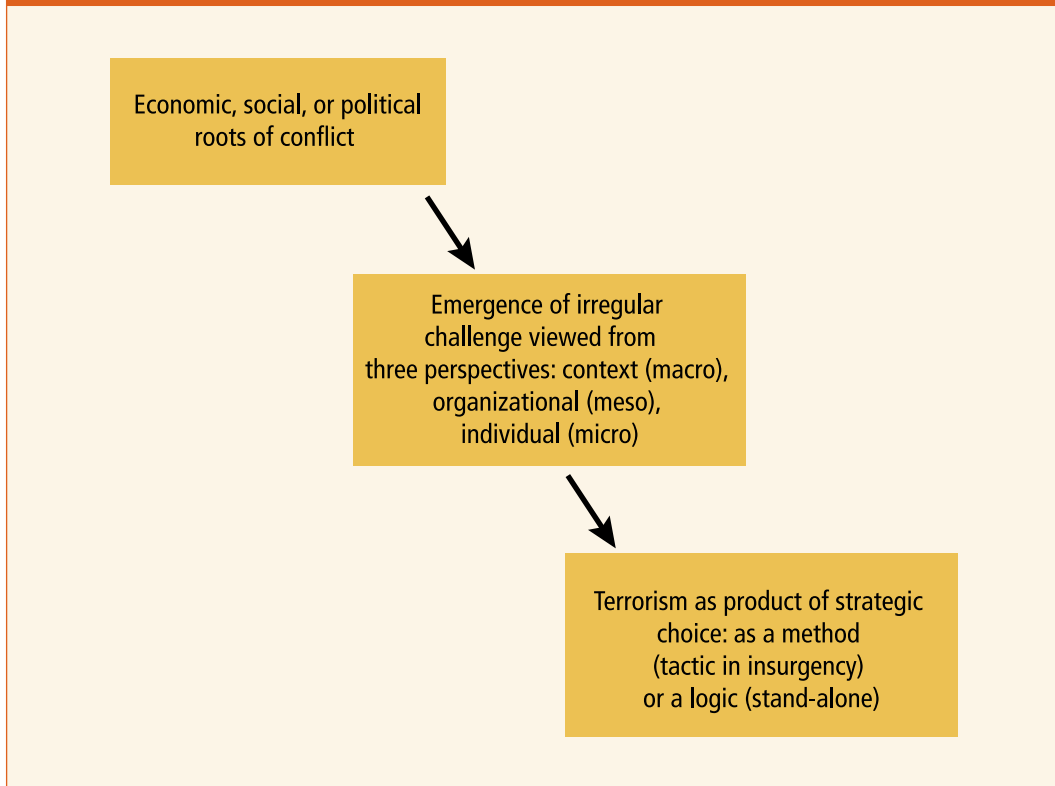 Economic, social, or political
roots of conflict
Emergence of irregular
challenge viewed from
three perspectives: context (macro),
organizational (meso),
individual (micro)
Terrorism as product of strategic
choice: as a method
(tactic in insurgency)
or a logic (stand-alone)